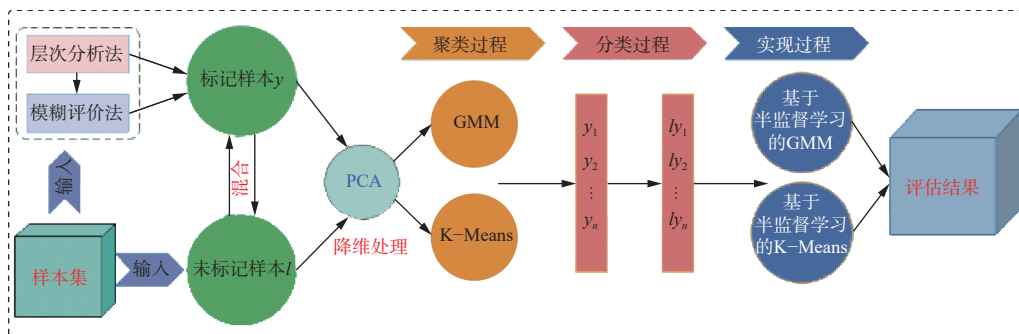 层次分析法
模糊评价法
输入
样本集
输入
标记样本y
混合
未标记样本l
PCA
降维处理
聚类过程
GMM
K−Means
分类过程
y₁
y₂
⋮
yₙ
ly₁
ly₂
⋮
lyₙ
实现过程
基于
半监督学习
的GMM
基于
半监督学习
的K−Means
评估结果